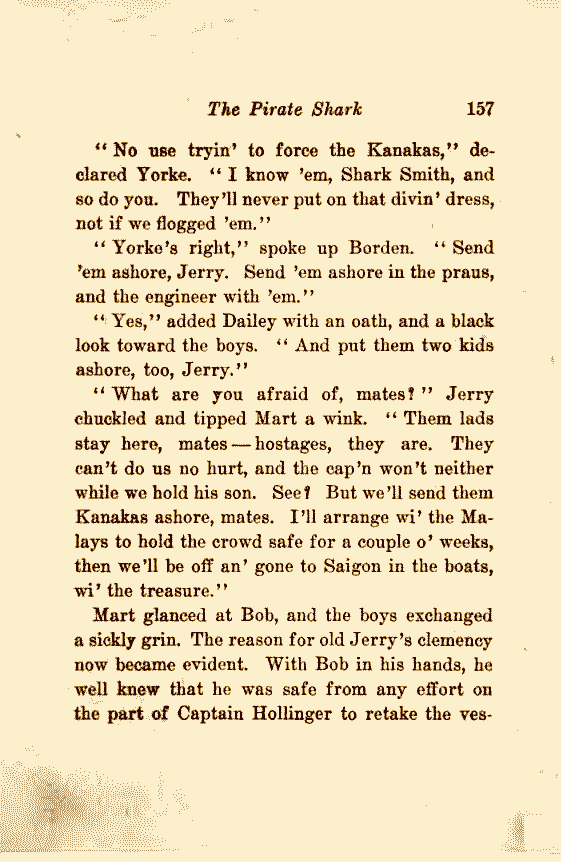 The Pirate Shark 157
“ No use tryin’ to force the Kanakas,” de-
clared Yorke. “ I know ’em, Shark Smith, and
so do you. They’ll never put on that divin’ dress,
not if we flogged ’em.”
“ Yorke’s right,” spoke up Borden. “ Send
’em ashore, Jerry. Send ’em ashore in the praus,
and the engineer with ’em.”
“ Yes,” added Dailey with an oath, and a black
look toward the boys. “ And put them two kids
ashore, too, Jerry.”
“ What are you afraid of, mates? ” Jerry
chuckled and tipped Mart a wink. “ Them lads
stay here, mates — hostages, they are. They
can’t do us no hurt, and the cap’n won’t neither
while we hold his son. See? But we’ll send them
Kanakas ashore, mates. I’ll arrange wi’ the Ma-
lays to hold the crowd safe for a couple o’ weeks,
then we’ll be off an’ gone to Saigon in the boats,
wi’ the treasure.”
Mart glanced at Bob, and the boys exchanged
a sickly grin. The reason for old Jerry’s clemency
now became evident. With Bob in his hands, he
well knew that he was safe from any effort on
the part of Captain Hollinger to retake the ves-